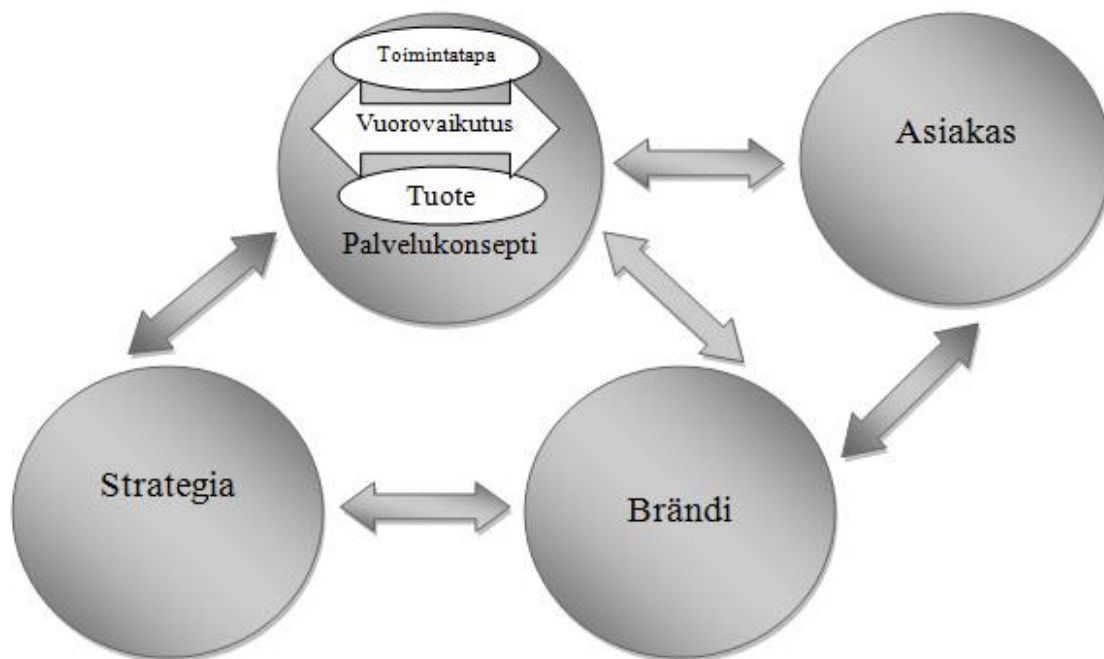 Toimintatapa
Vuorovaikutus
Tuote
Palvelukonsepti
Asiakas
Strategia
Brändi